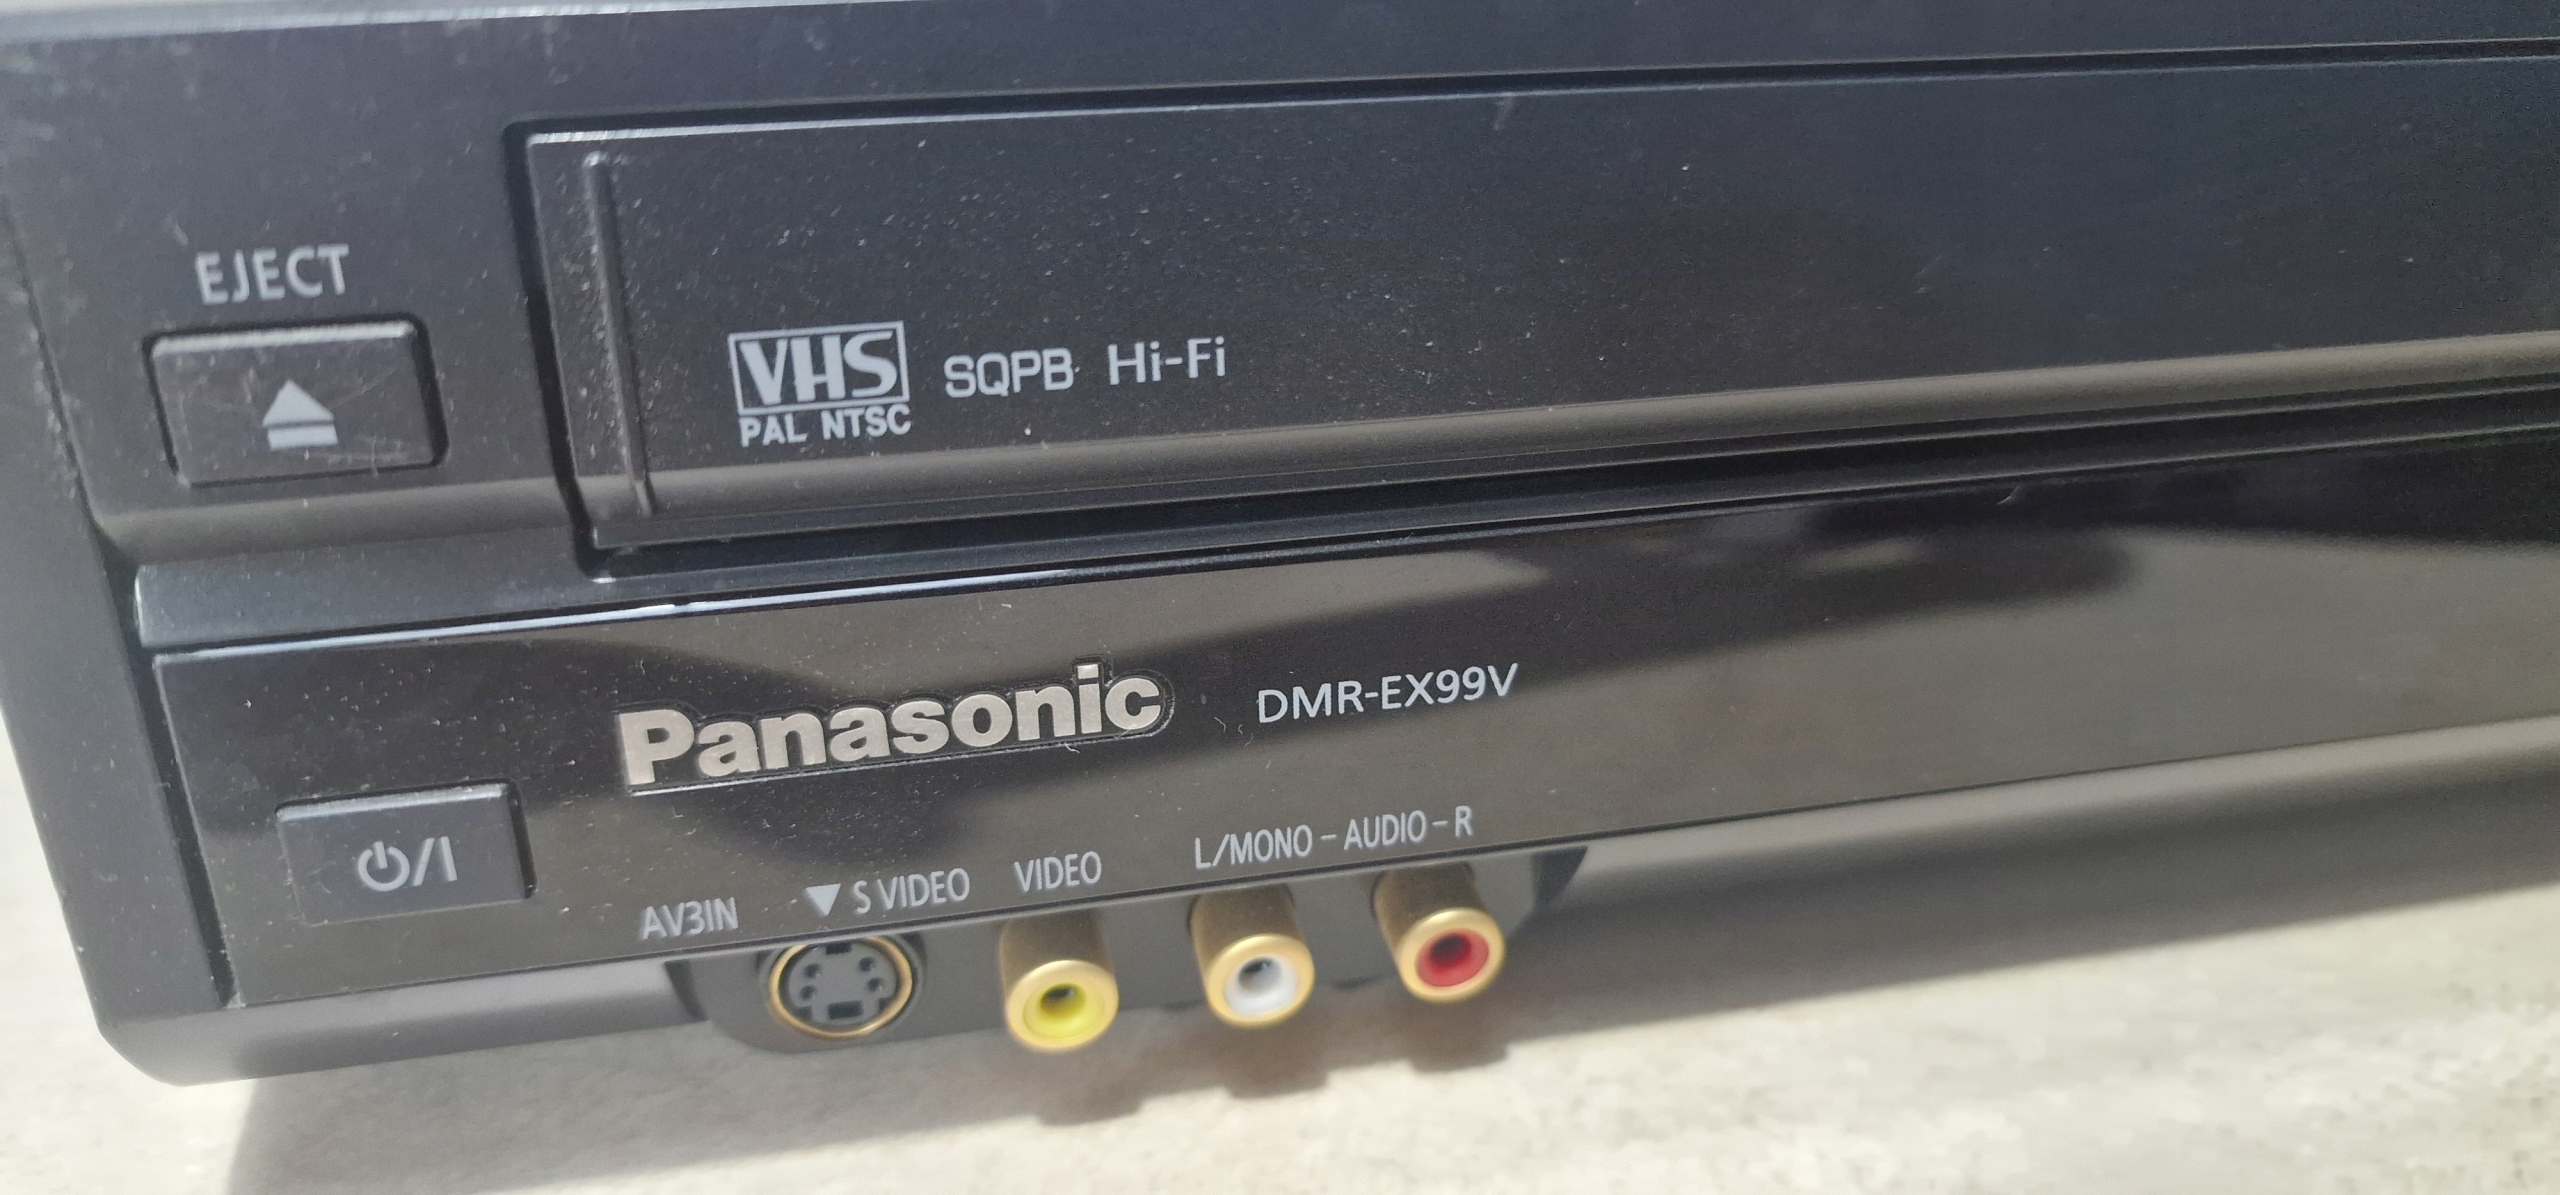 EJECT
VHS SQPB Hi-Fi
PAL NTSC
Panasonic DMR-EX99V
L/MONO - AUDIO - R
AV3IN ▼ S VIDEO VIDEO